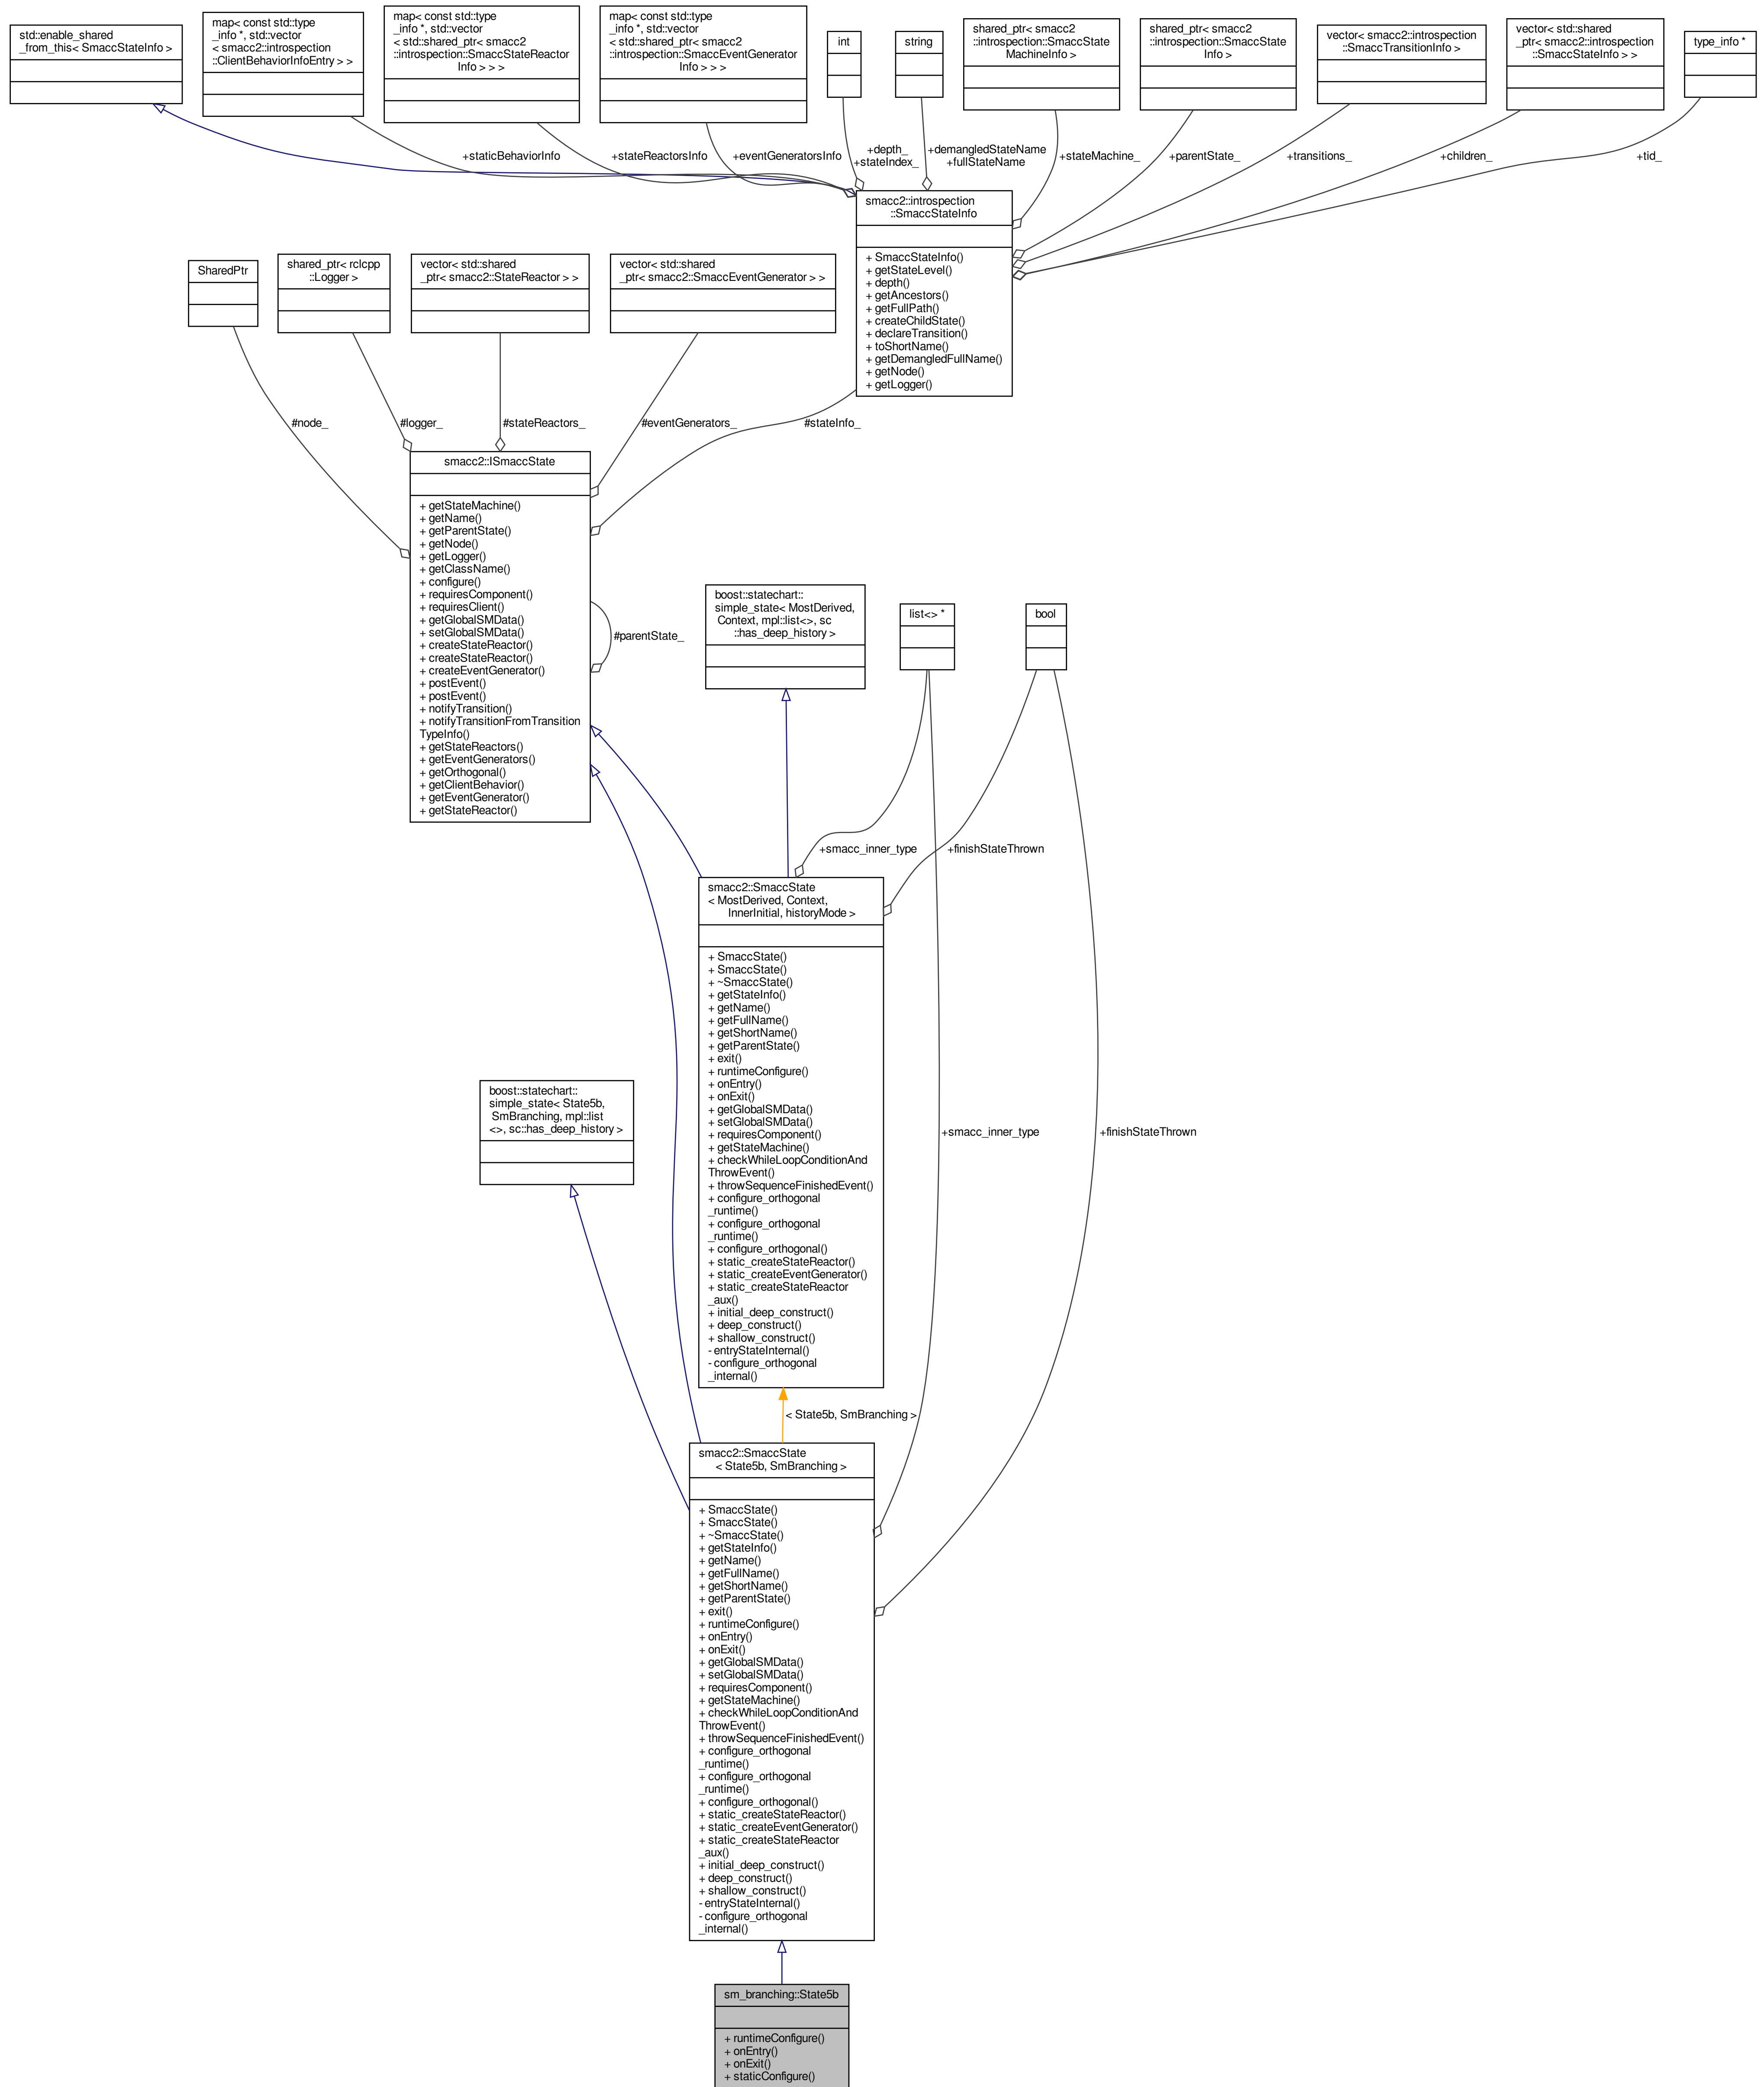 std::enable_shared
_from_this< SmaccStateInfo >
map< const std::type
_info *, std::vector
< smacc2::introspection
::ClientBehaviorInfoEntry > >
map< const std::type
_info *, std::vector
< std::shared_ptr< smacc2
::introspection::SmaccStateReactor
Info > > >
map< const std::type
_info *, std::vector
< std::shared_ptr< smacc2
::introspection::SmaccEventGenerator
Info > > >
int
string
shared_ptr< smacc2
::introspection::SmaccState
MachineInfo >
shared_ptr< smacc2
::introspection::SmaccState
Info >
vector< smacc2::introspection
::SmaccTransitionInfo >
vector< std::shared
_ptr< smacc2::introspection
::SmaccStateInfo > >
type_info *
+staticBehaviorInfo
+stateReactorsInfo
+eventGeneratorsInfo
+depth_
+stateIndex_
+demangledStateName
+fullStateName
+stateMachine_
+parentState_
+transitions_
+children_
+tid_
smacc2::introspection
::SmaccStateInfo
+ SmaccStateInfo()
+ getStateLevel()
+ depth()
+ getAncestors()
+ getFullPath()
+ createChildState()
+ declareTransition()
+ toShortName()
+ getDemangledFullName()
+ getNode()
+ getLogger()
SharedPtr
shared_ptr< rclcpp
::Logger >
vector< std::shared
_ptr< smacc2::StateReactor > >
vector< std::shared
_ptr< smacc2::SmaccEventGenerator > >
#node_
#logger_
#stateReactors_
#eventGenerators_
#stateInfo_
smacc2::ISmaccState
+ getStateMachine()
+ getName()
+ getParentState()
+ getNode()
+ getLogger()
+ getClassName()
+ configure()
+ requiresComponent()
+ requiresClient()
+ getGlobalSMData()
+ setGlobalSMData()
+ createStateReactor()
+ createStateReactor()
+ createEventGenerator()
+ postEvent()
+ postEvent()
+ notifyTransition()
+ notifyTransitionFromTransition
TypeInfo()
+ getStateReactors()
+ getEventGenerators()
+ getOrthogonal()
+ getClientBehavior()
+ getEventGenerator()
+ getStateReactor()
#parentState_
boost::statechart::
simple_state< MostDerived,
Context, mpl::list<>, sc
::has_deep_history >
list<> *
bool
+smacc_inner_type
+finishStateThrown
smacc2::SmaccState
< MostDerived, Context,
InnerInitial, historyMode >
+ SmaccState()
+ SmaccState()
+ ~SmaccState()
+ getStateInfo()
+ getName()
+ getFullName()
+ getShortName()
+ getParentState()
+ exit()
+ runtimeConfigure()
+ onEntry()
+ onExit()
+ getGlobalSMData()
+ setGlobalSMData()
+ requiresComponent()
+ getStateMachine()
+ checkWhileLoopConditionAnd
ThrowEvent()
+ throwSequenceFinishedEvent()
+ configure_orthogonal
_runtime()
+ configure_orthogonal
_runtime()
+ configure_orthogonal()
+ static_createStateReactor()
+ static_createEventGenerator()
+ static_createStateReactor
_aux()
+ initial_deep_construct()
+ deep_construct()
+ shallow_construct()
- entryStateInternal()
- configure_orthogonal
_internal()
boost::statechart::
simple_state< State5b,
SmBranching, mpl::list
<>, sc::has_deep_history >
+smacc_inner_type
+finishStateThrown
< State5b, SmBranching >
smacc2::SmaccState
< State5b, SmBranching >
+ SmaccState()
+ SmaccState()
+ ~SmaccState()
+ getStateInfo()
+ getName()
+ getFullName()
+ getShortName()
+ getParentState()
+ exit()
+ runtimeConfigure()
+ onEntry()
+ onExit()
+ getGlobalSMData()
+ setGlobalSMData()
+ requiresComponent()
+ getStateMachine()
+ checkWhileLoopConditionAnd
ThrowEvent()
+ throwSequenceFinishedEvent()
+ configure_orthogonal
_runtime()
+ configure_orthogonal
_runtime()
+ configure_orthogonal()
+ static_createStateReactor()
+ static_createEventGenerator()
+ static_createStateReactor
_aux()
+ initial_deep_construct()
+ deep_construct()
+ shallow_construct()
- entryStateInternal()
- configure_orthogonal
_internal()
sm_branching::State5b
+ runtimeConfigure()
+ onEntry()
+ onExit()
+ staticConfigure()